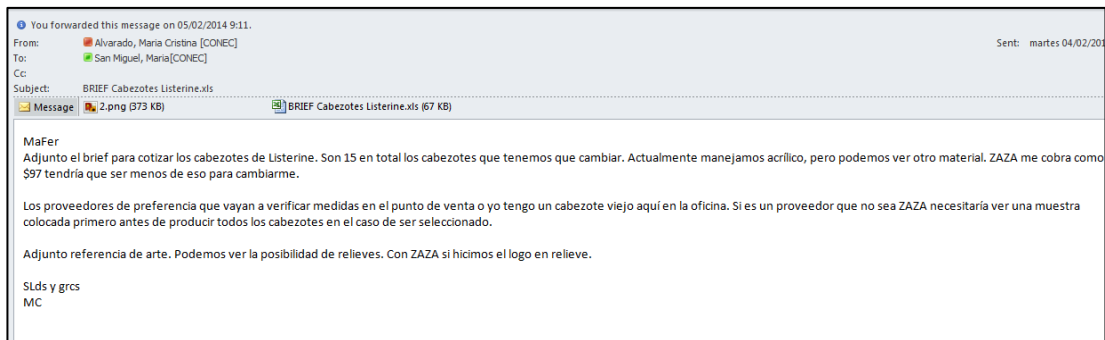 You forwarded this message on 05/02/2014 9:11.
From: Alvarado, Maria Cristina [CONEC] Sent: martes 04/02/201
To: San Miguel, Maria[CONEC]
Cc:
Subject: BRIEF Cabezotes Listerine.xls
Message 2.png (373 KB) BRIEF Cabezotes Listerine.xls (67 KB)
MaFer
Adjunto el brief para cotizar los cabezotes de Listerine. Son 15 en total los cabezotes que tenemos que cambiar. Actualmente manejamos acrílico, pero podemos ver otro material. ZAZA me cobra como
$97 tendría que ser menos de eso para cambiarme.
Los proveedores de preferencia que vayan a verificar medidas en el punto de venta o yo tengo un cabezote viejo aquí en la oficina. Si es un proveedor que no sea ZAZA necesitaría ver una muestra
colocada primero antes de producir todos los cabezotes en el caso de ser seleccionado.
Adjunto referencia de arte. Podemos ver la posibilidad de relieves. Con ZAZA si hicimos el logo en relieve.
SLds y grcs
MC